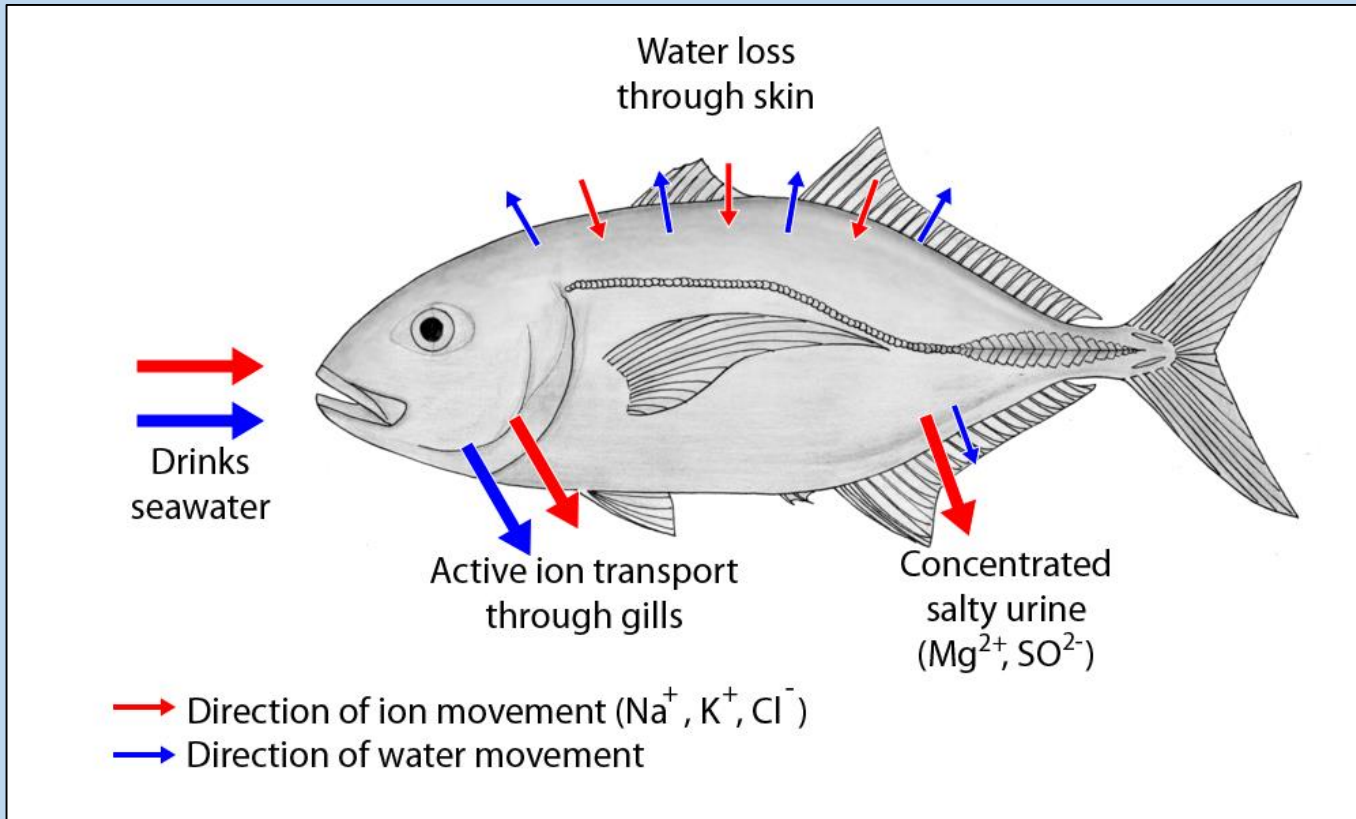 Water loss
through skin
Drinks
seawater
Active ion transport
through gills
Concentrated
salty urine
(Mg²⁺, SO²⁻)
Direction of ion movement (Na⁺, K⁺, Cl⁻)
Direction of water movement